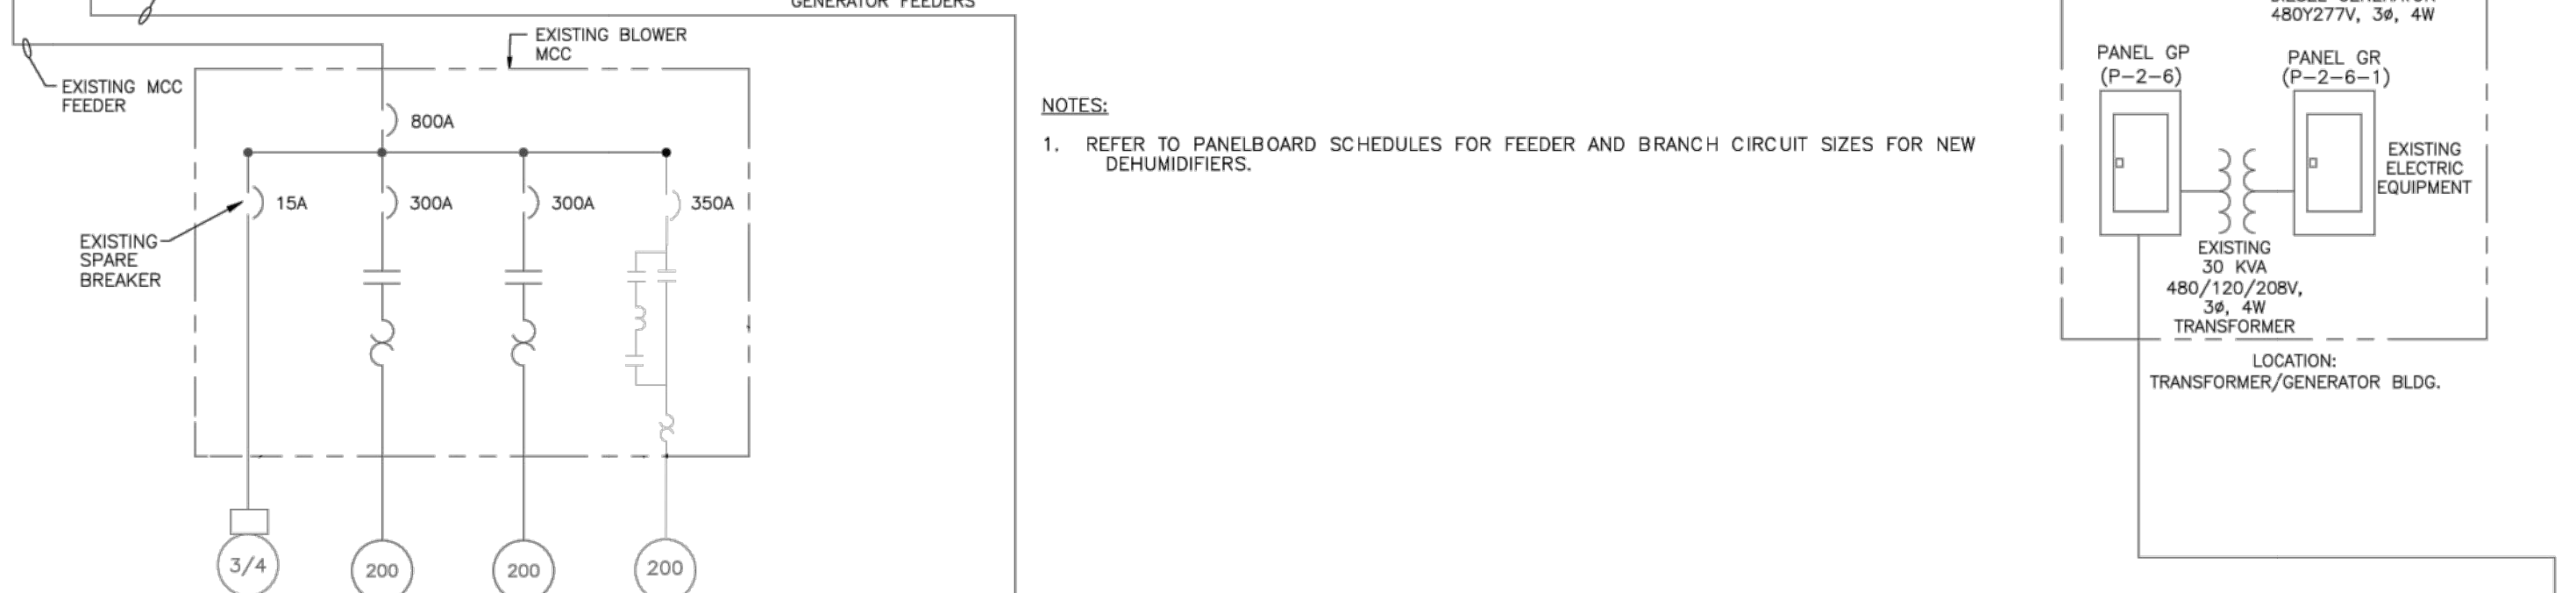 GENERATOR FEEDERS
EXISTING BLOWER
MCC
EXISTING MCC
FEEDER
800A
15A
300A
300A
350A
EXISTING
SPARE
BREAKER
3/4
200
200
200
NOTES:
1. REFER TO PANELBOARD SCHEDULES FOR FEEDER AND BRANCH CIRCUIT SIZES FOR NEW
DEHUMIDIFIERS.
DIESEL GENERATOR
480Y277V, 3ø, 4W
PANEL GP
(P-2-6)
PANEL GR
(P-2-6-1)
EXISTING
ELECTRIC
EQUIPMENT
EXISTING
30 KVA
480/120/208V,
3ø, 4W
TRANSFORMER
LOCATION:
TRANSFORMER/GENERATOR BLDG.